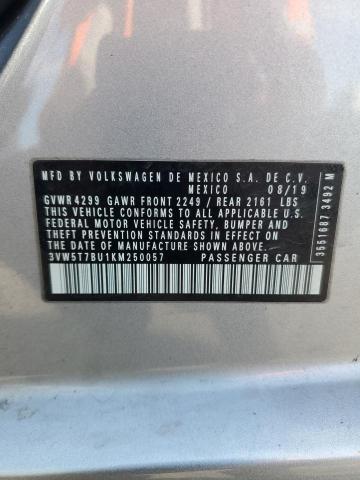 MFD BY VOLKSWAGEN DE MEXICO S.A. DE C.V.
MEXICO 08/19
GVWR 4299 GAWR FRONT 2249 / REAR 2161 LBS
THIS VEHICLE CONFORMS TO ALL APPLICABLE U.S.
FEDERAL MOTOR VEHICLE SAFETY, BUMPER AND
THEFT PREVENTION STANDARDS IN EFFECT ON
THE DATE OF MANUFACTURE SHOWN ABOVE.
3VW5T7BU1KM250057 PASSENGER CAR
3551687 3492 M